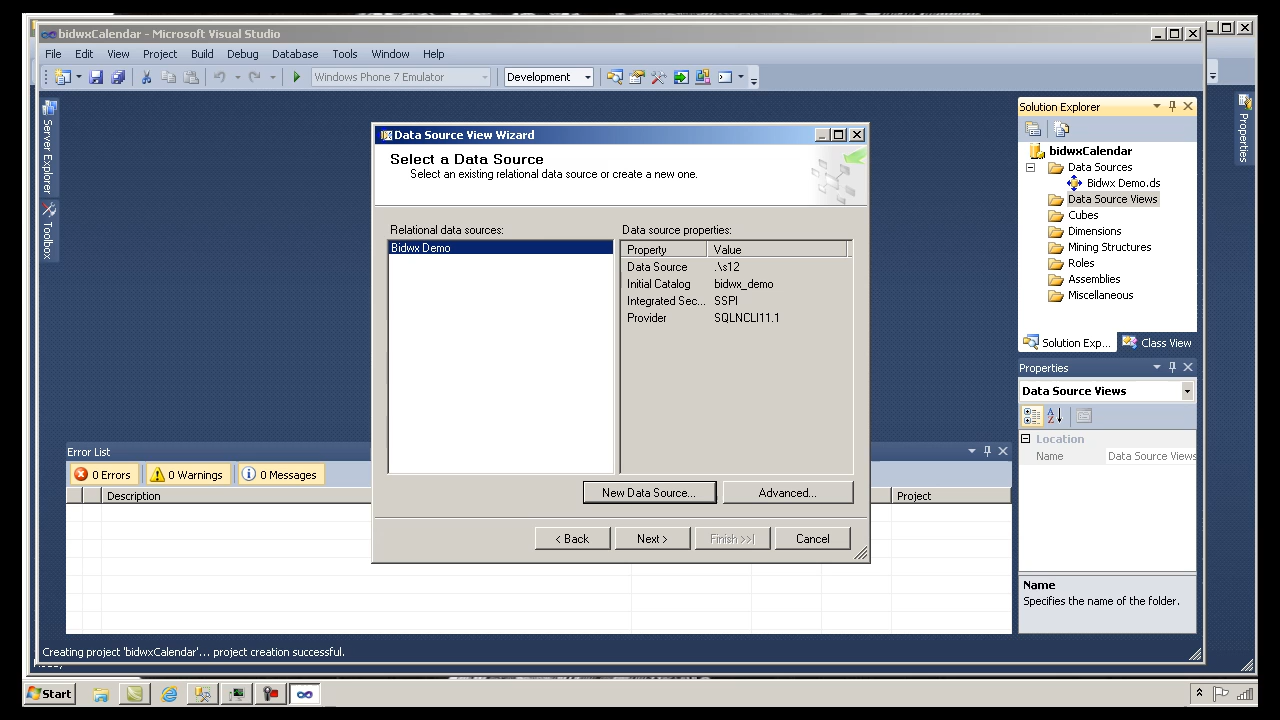 bidwxCalendar - Microsoft Visual Studio
File Edit View Project Build Debug Database Tools Window Help
Windows Phone 7 Emulator Development
Server Explorer
Toolbox
Data Source View Wizard
Select a Data Source
Select an existing relational data source or create a new one.
Relational data sources:
Bidwx Demo
Data source properties:
Property Value
Data Source .\s12
Initial Catalog bidwx_demo
Integrated Sec... SSPI
Provider SQLNCLI11.1
New Data Source... Advanced...
< Back Next > Finish >>| Cancel
Solution Explorer
bidwxCalendar
Data Sources
Bidwx Demo.ds
Data Source Views
Cubes
Dimensions
Mining Structures
Roles
Assemblies
Miscellaneous
Solution Exp... Class View
Properties
Properties
Data Source Views
Location
Name Data Source Views
Name
Specifies the name of the folder.
Error List
0 Errors 0 Warnings 0 Messages
Description Project
Creating project 'bidwxCalendar'... project creation successful.
Start